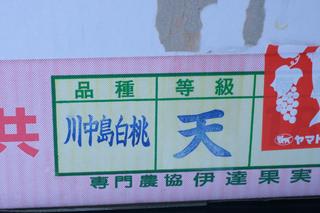 品種 等級
川中島白桃 天
共
ヤマト
専門農協 伊達果実